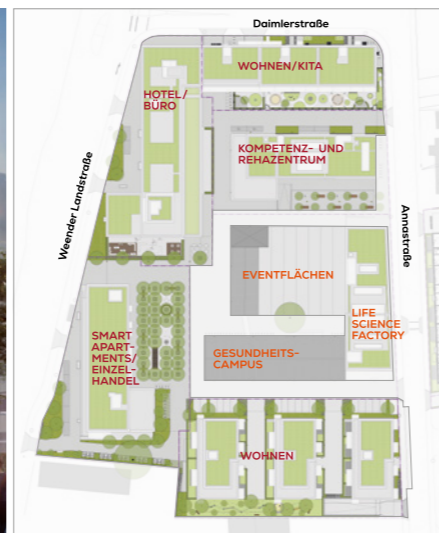 Daimlerstraße
WOHNEN/KITA
HOTEL/
BÜRO
KOMPETENZ- UND
REHAZENTRUM
Weender Landstraße
Annastraße
EVENTFLÄCHEN
LIFE
SCIENCE
FACTORY
GESUNDHEITS-
CAMPUS
SMART
APART-
MENTS/
EINZEL-
HANDEL
WOHNEN